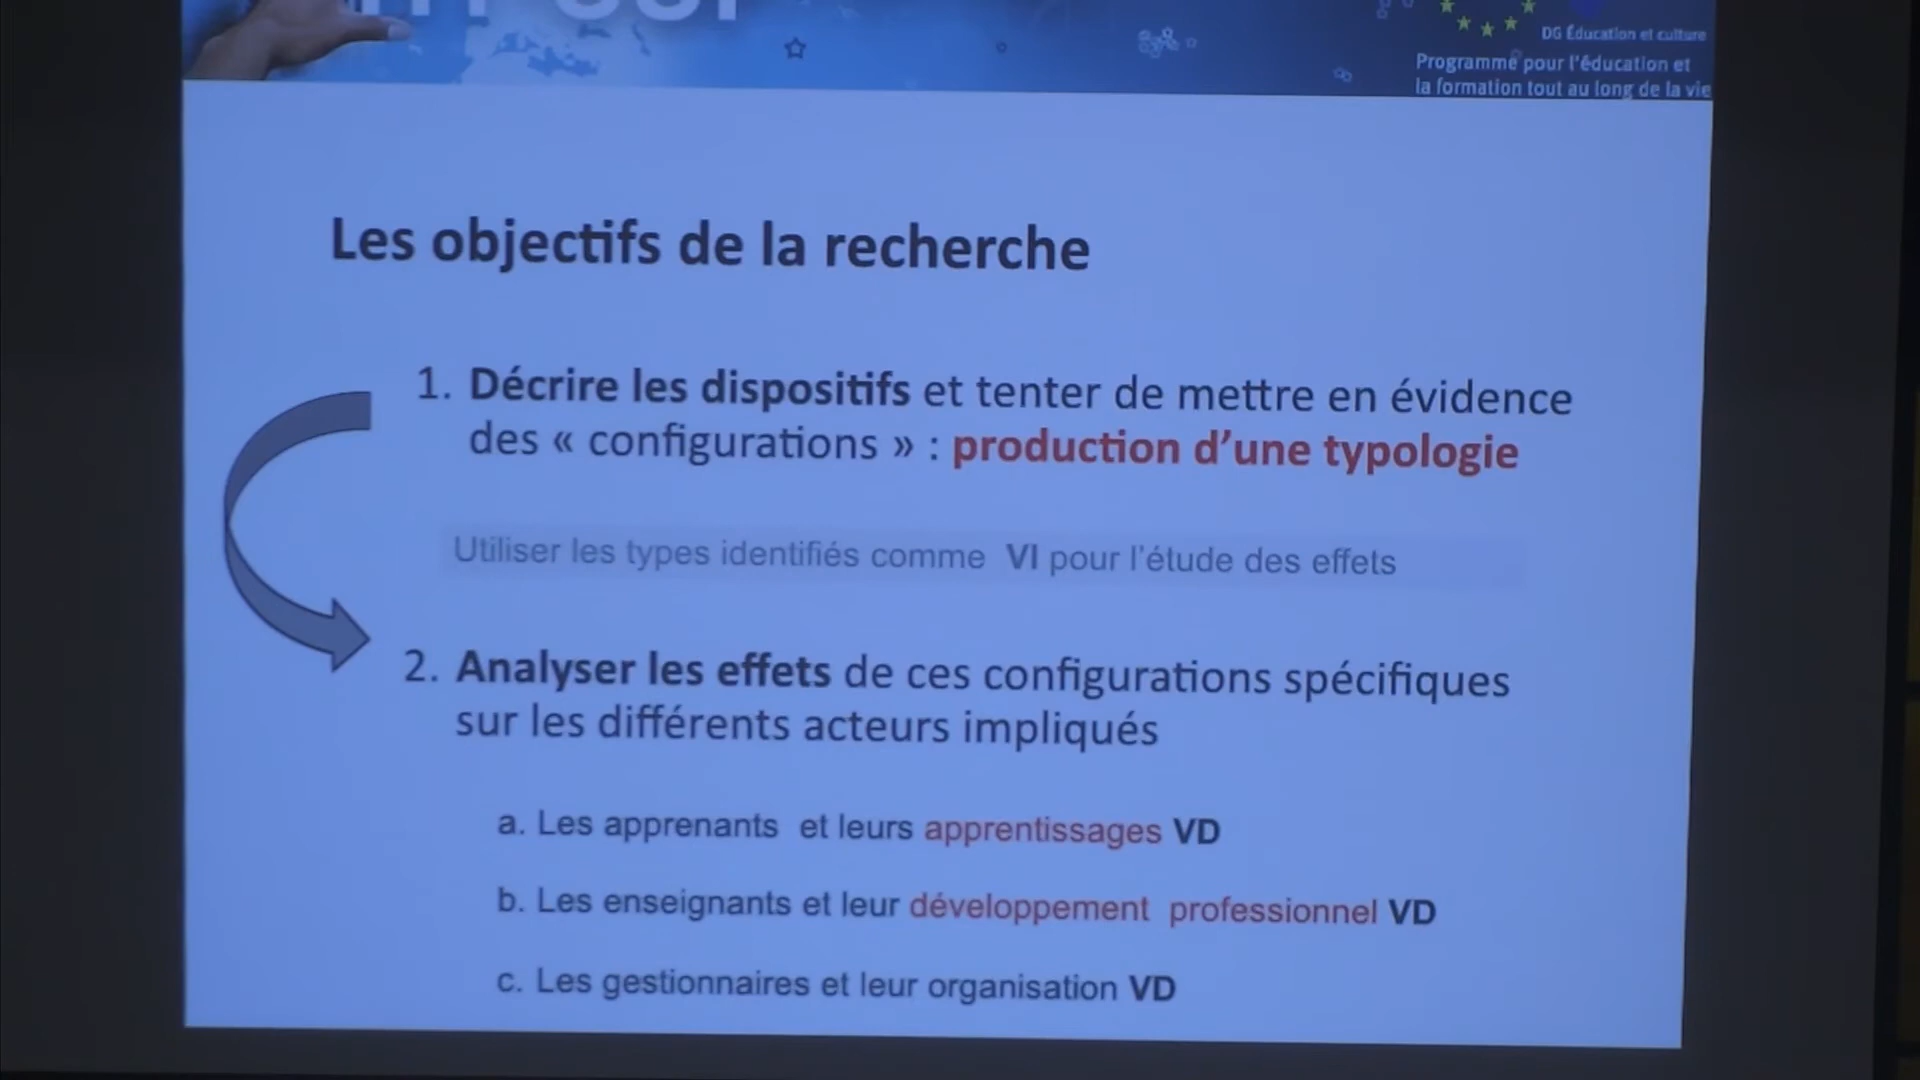 DG Éducation et culture
Programme pour l'éducation et
la formation tout au long de la vie
Les objectifs de la recherche
1. Décrire les dispositifs et tenter de mettre en évidence
des « configurations » : production d'une typologie
Utiliser les types identifiés comme VI pour l'étude des effets
2. Analyser les effets de ces configurations spécifiques
sur les différents acteurs impliqués
a. Les apprenants et leurs apprentissages VD
b. Les enseignants et leur développement professionnel VD
c. Les gestionnaires et leur organisation VD